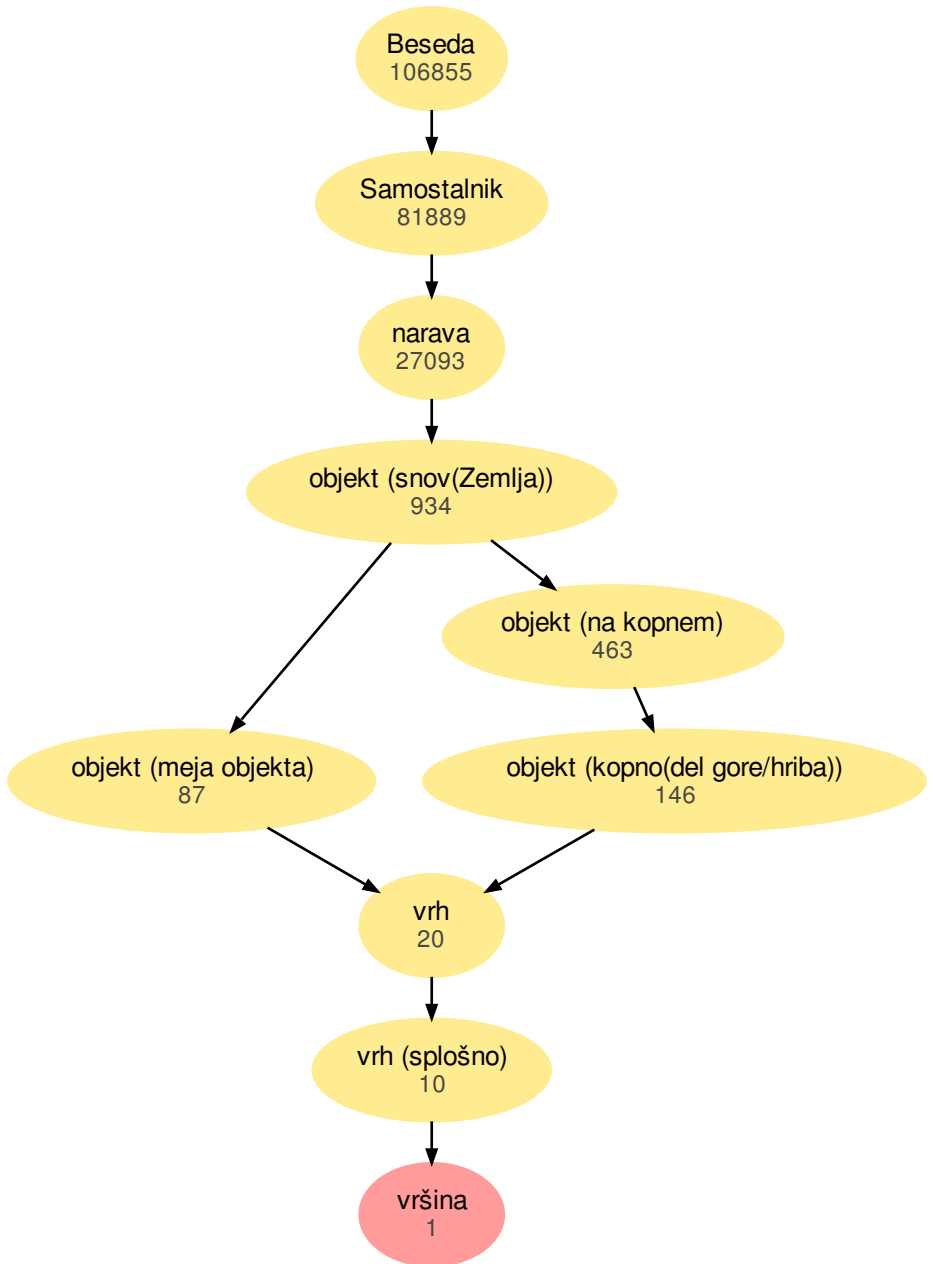 Beseda
106855
Samostalnik
81889
narava
27093
objekt (snov(Zemlja))
934
objekt (na kopnem)
463
objekt (meja objekta)
87
objekt (kopno(del gore/hriba))
146
vrh
20
vrh (splošno)
10
vršina
1